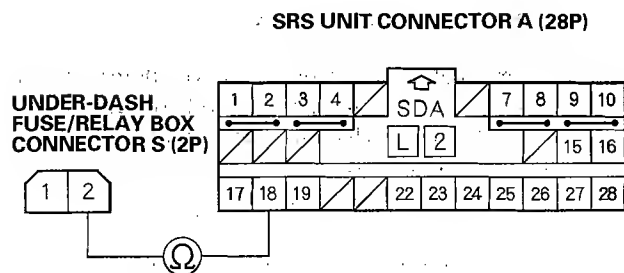 SRS UNIT CONNECTOR A (28P)
UNDER-DASH
FUSE/RELAY BOX
CONNECTOR S (2P)
1 2 3 4 7 8 9 10
SDA
L 2
15 16
1 2
17 18 19 22 23 24 25 26 27 28
Ω